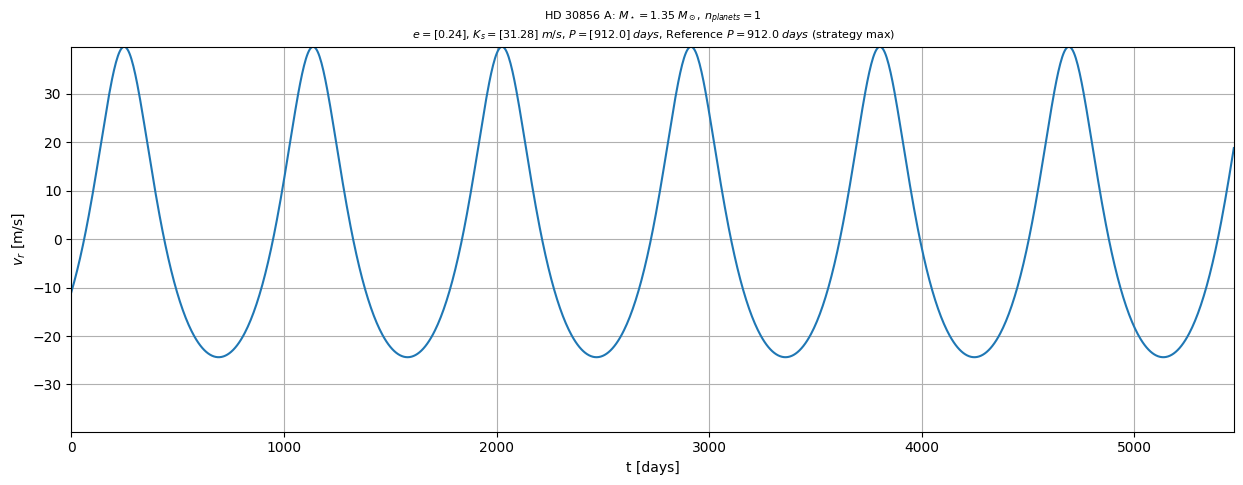 HD 30856 A: $M_\star = 1.35\ M_\odot$, $n_{planets} = 1$
$e = [0.24]$, $K_s = [31.28]\ m/s$, $P = [912.0]\ days$, Reference $P = 912.0\ days$ (strategy max)
30
20
10
0
−10
−20
−30
$v_r$ [m/s]
0 1000 2000 3000 4000 5000
t [days]